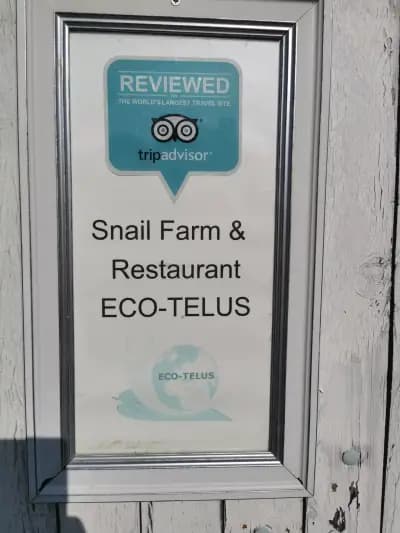 REVIEWED
ON
THE WORLD'S LARGEST TRAVEL SITE
tripadvisor®
Snail Farm &
Restaurant
ECO-TELUS
ECO-TELUS